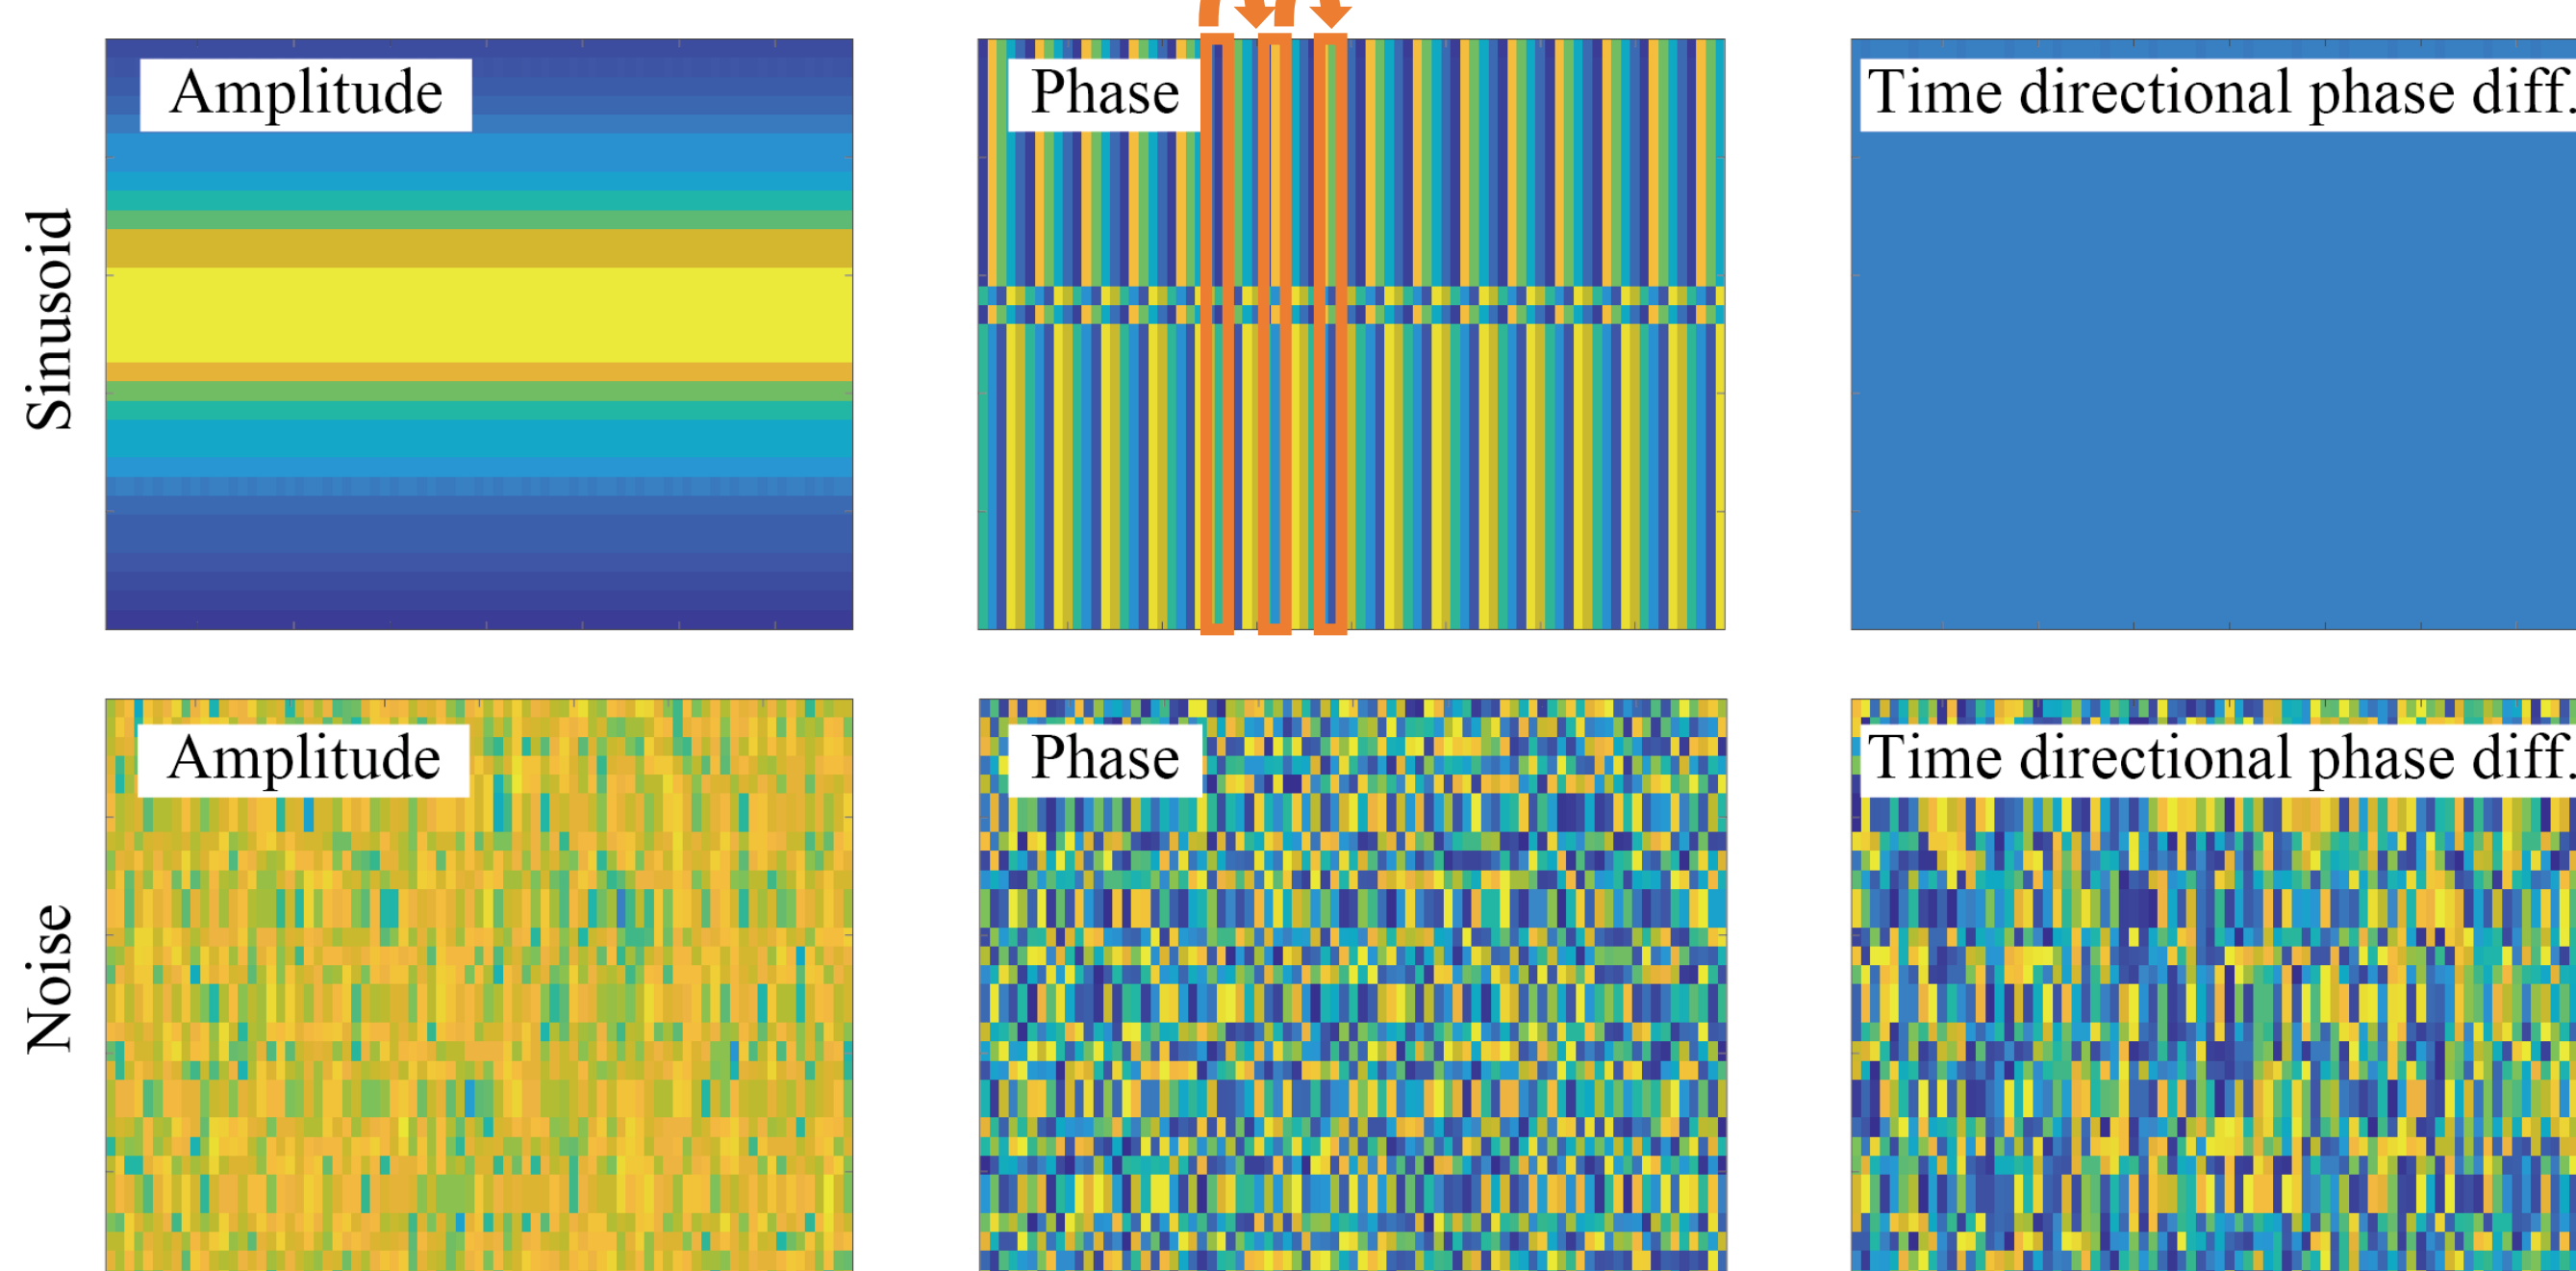 Sinusoid
Amplitude
Phase
Time directional phase diff.
Noise
Amplitude
Phase
Time directional phase diff.